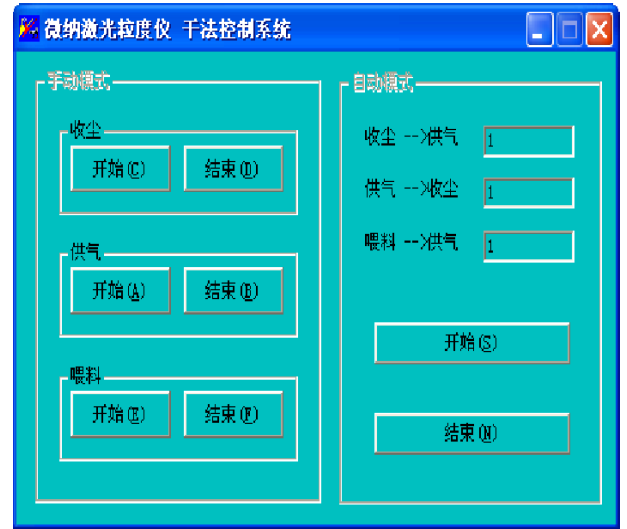 微纳激光粒度仪 干法控制系统
手动模式
收尘
开始(C) 结束(D)
供气
开始(A) 结束(B)
喂料
开始(E) 结束(F)
自动模式
收尘 -->供气 1
供气 -->收尘 1
喂料 -->供气 1
开始(S)
结束(N)